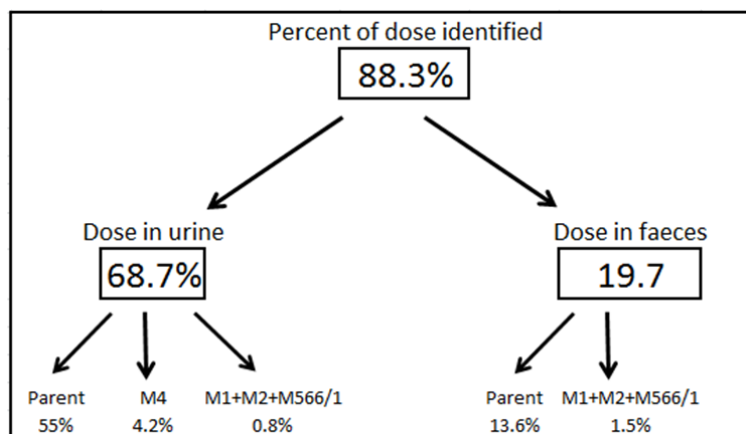 Percent of dose identified
88.3%
Dose in urine
Dose in faeces
68.7%
19.7
Parent M4 M1+M2+M566/1 Parent M1+M2+M566/1
55% 4.2% 0.8% 13.6% 1.5%